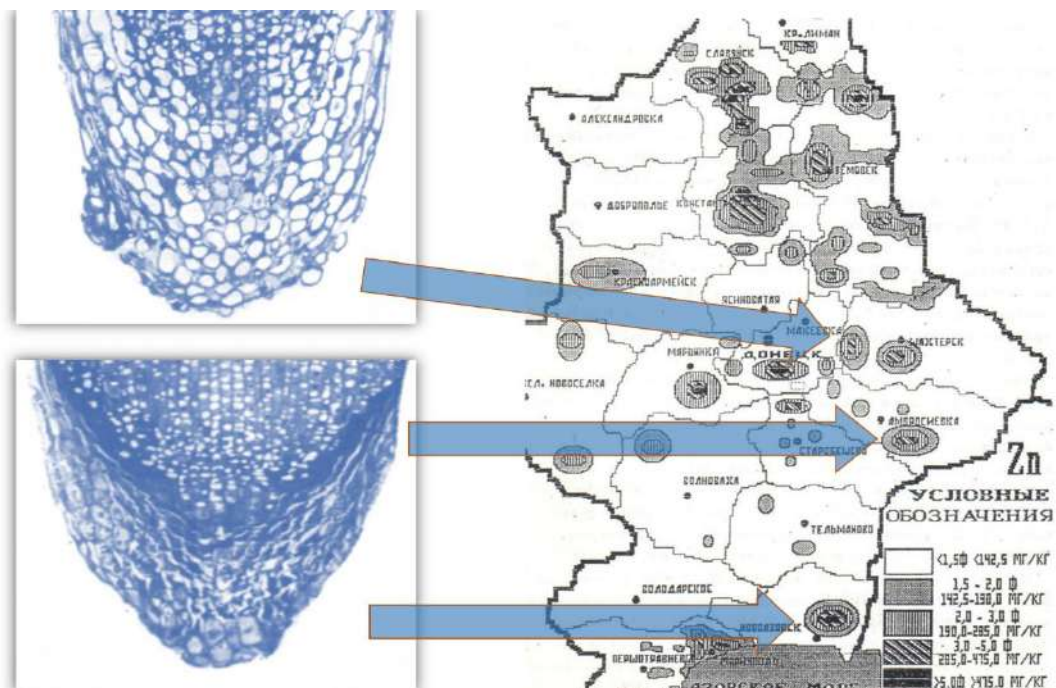 КР.ЛИМАН
СЛАВЯНСК
АЛЕКСАНДРОВКА
ДОБРОПОЛЬЕ
КРАСНОАРМЕЙСК
ЯСИНОВАТАЯ
МАКЕЕВКА
ШАХТЕРСК
МАРЬИНКА
ДОНЕЦК
НОВОСЕЛКА
АМВРОСИЕВКА
СТАРОБЕШЕВО
Zn
ВОЛНОВАХА
УСЛОВНЫЕ
ОБОЗНАЧЕНИЯ
ТЕЛЬМАНОВО
<1,5Ф <142,5 МГ/КГ
1,5 - 2,0 Ф
142,5-190,0 МГ/КГ
ВОЛОДАРСКОЕ
2,0 - 3,0 Ф
190,0-285,0 МГ/КГ
НОВОАЗОВСК
3,0 -5,0 Ф
285,0-475,0 МГ/КГ
АЗОВСКОЕ МОРЕ
>5.0Ф >475.0 МГ/КГ